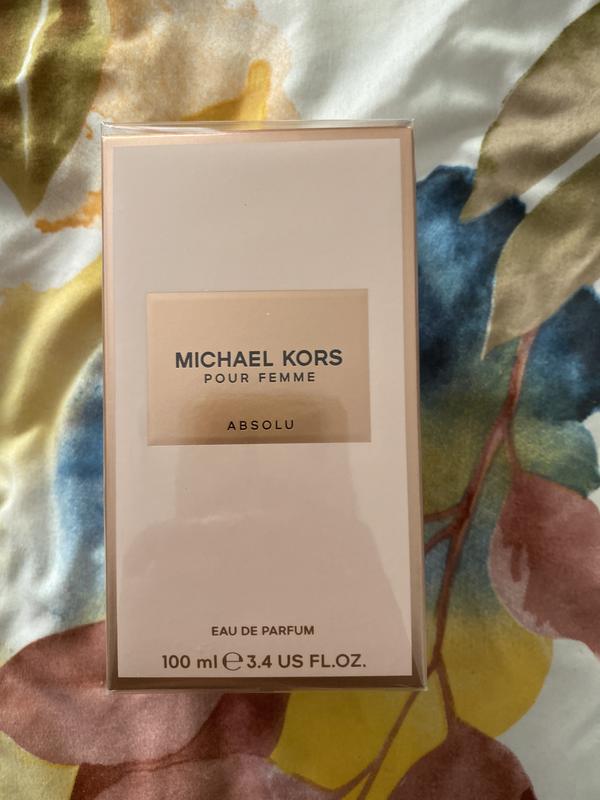 MICHAEL KORS
POUR FEMME
ABSOLU
EAU DE PARFUM
100 ml ℮ 3.4 US FL.OZ.